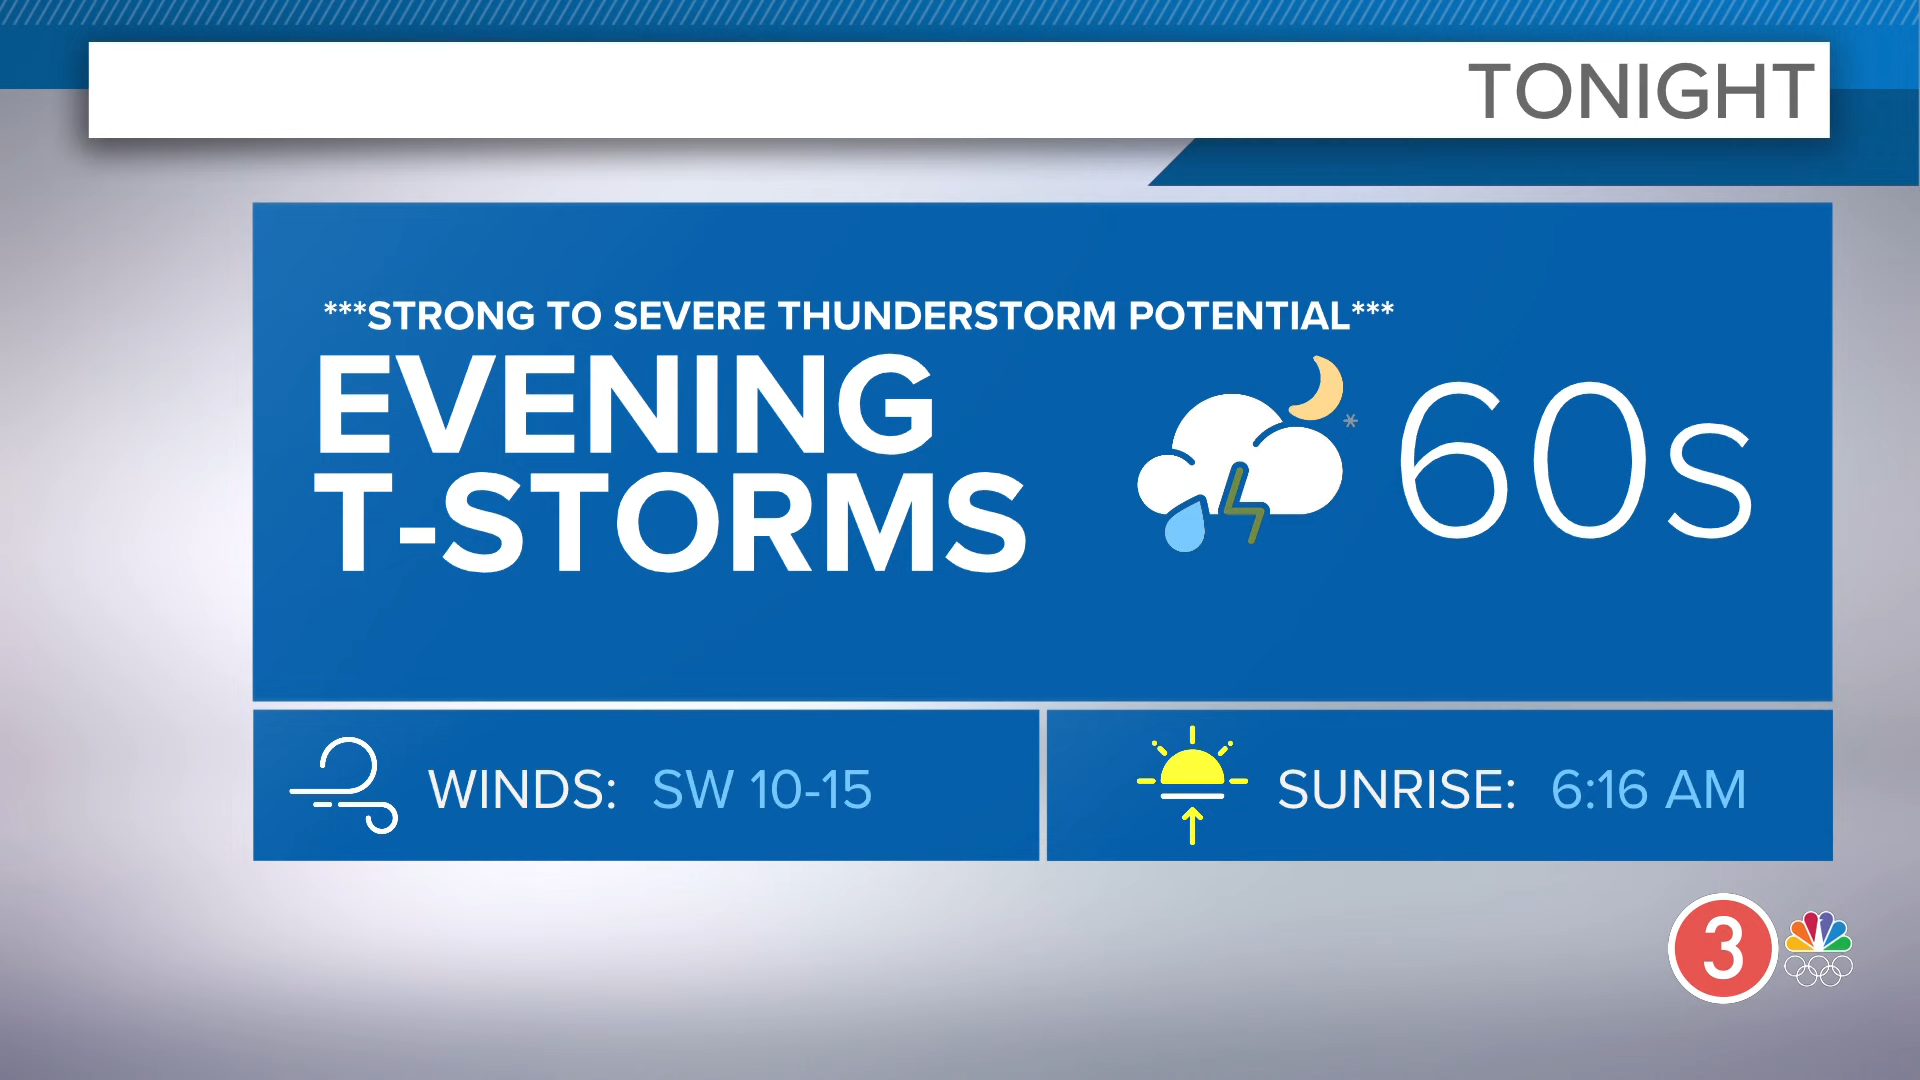 TONIGHT
***STRONG TO SEVERE THUNDERSTORM POTENTIAL***
EVENING
T-STORMS
60s
WINDS: SW 10-15
SUNRISE: 6:16 AM
3